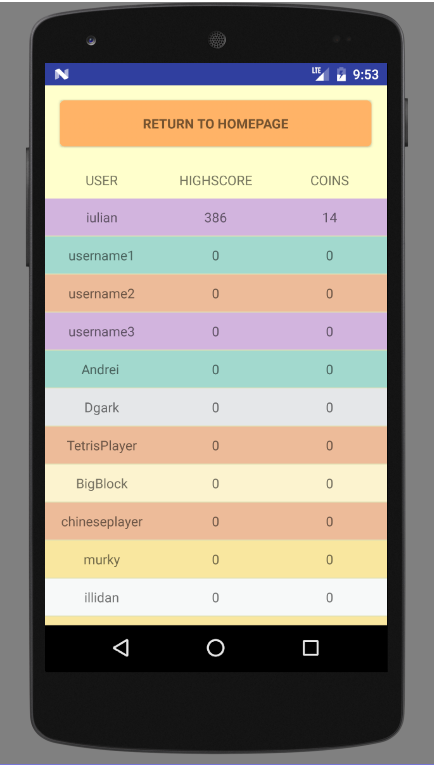 LTE 9:53
RETURN TO HOMEPAGE
USER HIGHSCORE COINS
iulian 386 14
username1 0 0
username2 0 0
username3 0 0
Andrei 0 0
Dgark 0 0
TetrisPlayer 0 0
BigBlock 0 0
chineseplayer 0 0
murky 0 0
illidan 0 0